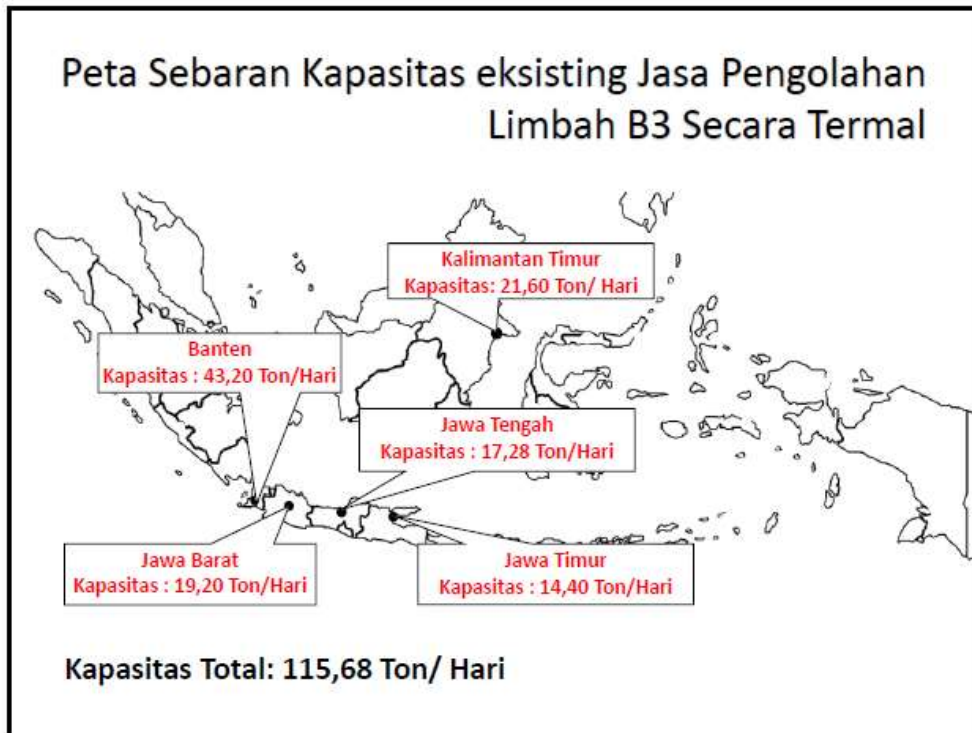 Peta Sebaran Kapasitas eksisting Jasa Pengolahan
Limbah B3 Secara Termal
Kalimantan Timur
Kapasitas: 21,60 Ton/ Hari
Banten
Kapasitas : 43,20 Ton/Hari
Jawa Tengah
Kapasitas : 17,28 Ton/Hari
Jawa Barat
Kapasitas : 19,20 Ton/Hari
Jawa Timur
Kapasitas : 14,40 Ton/Hari
Kapasitas Total: 115,68 Ton/ Hari